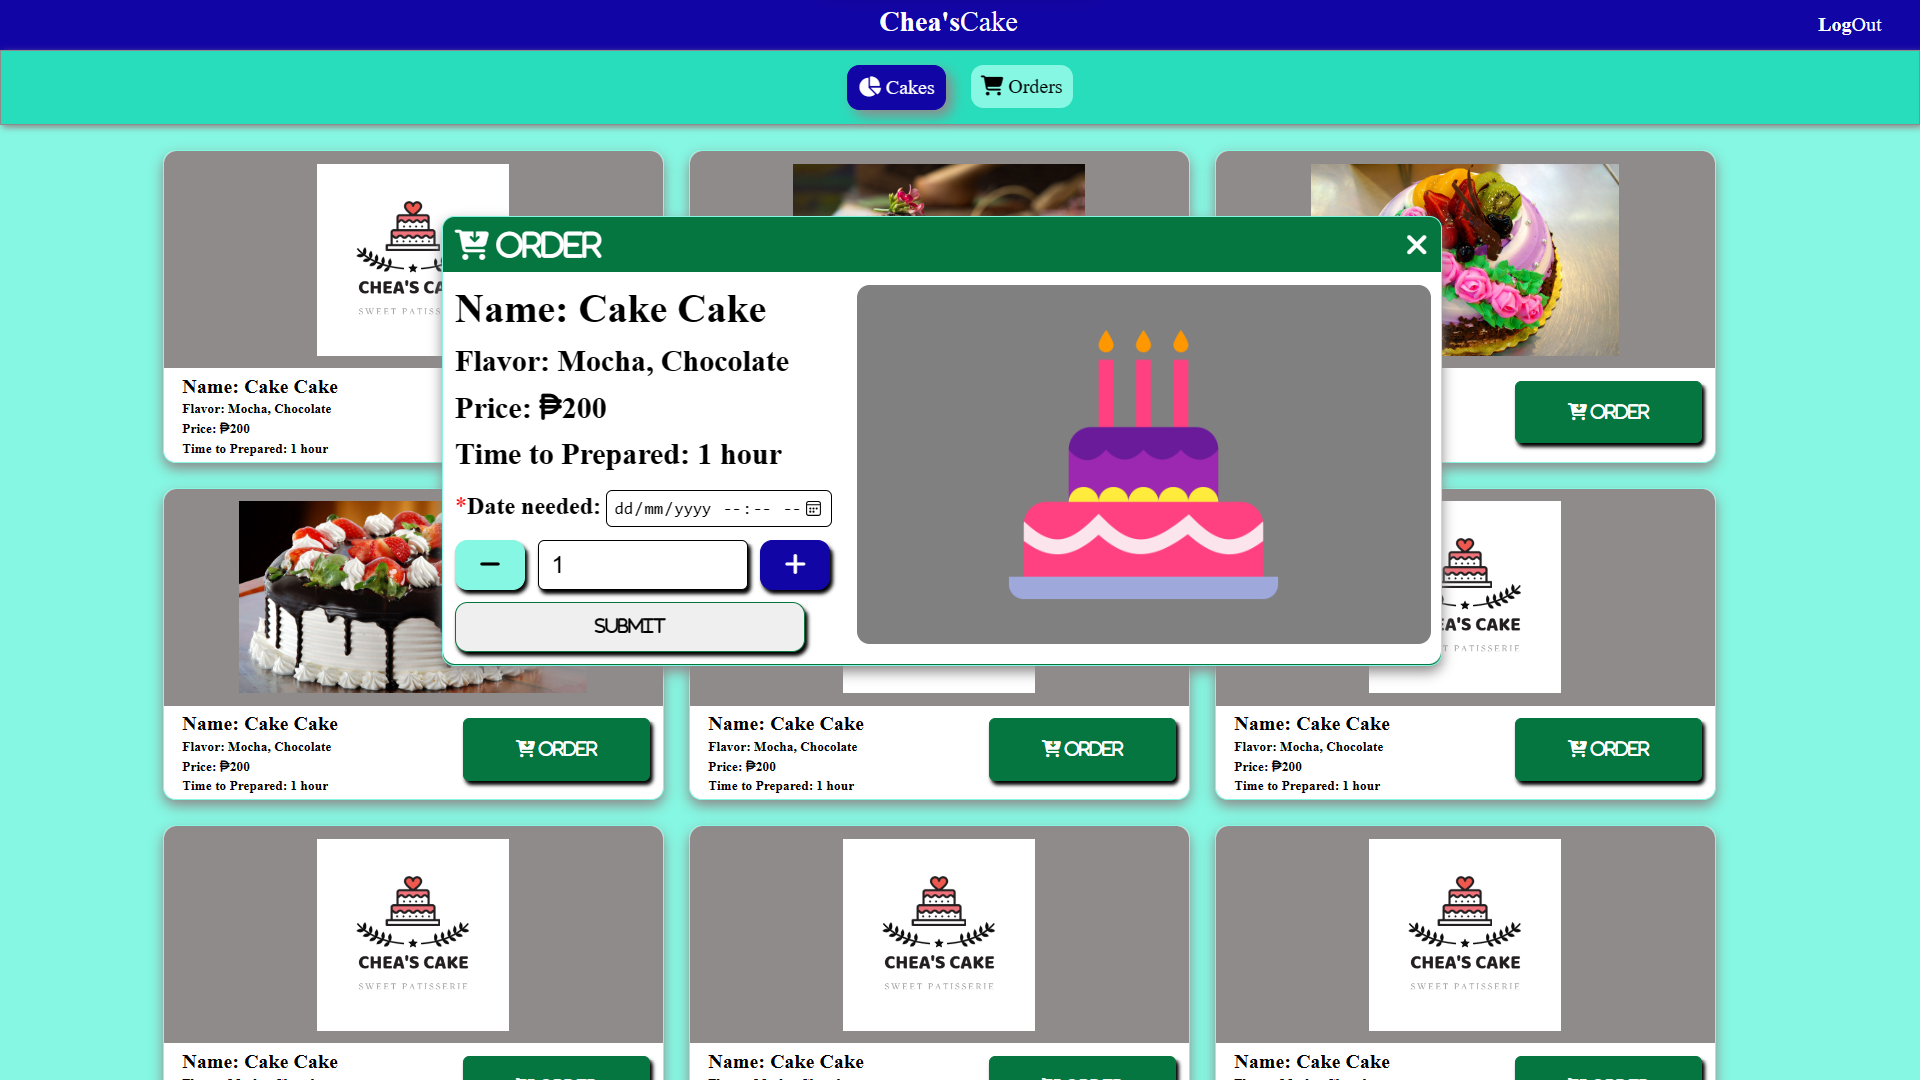 Chea'sCake
LogOut
Cakes
Orders
CHEA'S CA
SWEET PATISS
Name: Cake Cake
Flavor: Mocha, Chocolate
Price: ₱200
Time to Prepared: 1 hour
ORDER
ORDER
Name: Cake Cake
Flavor: Mocha, Chocolate
Price: ₱200
Time to Prepared: 1 hour
*Date needed: dd/mm/yyyy --:-- --
1
SUBMIT
EA'S CAKE
T PATISSERIE
Name: Cake Cake
Flavor: Mocha, Chocolate
Price: ₱200
Time to Prepared: 1 hour
ORDER
Name: Cake Cake
Flavor: Mocha, Chocolate
Price: ₱200
Time to Prepared: 1 hour
ORDER
Name: Cake Cake
Flavor: Mocha, Chocolate
Price: ₱200
Time to Prepared: 1 hour
ORDER
CHEA'S CAKE
SWEET PATISSERIE
Name: Cake Cake
CHEA'S CAKE
SWEET PATISSERIE
Name: Cake Cake
CHEA'S CAKE
SWEET PATISSERIE
Name: Cake Cake